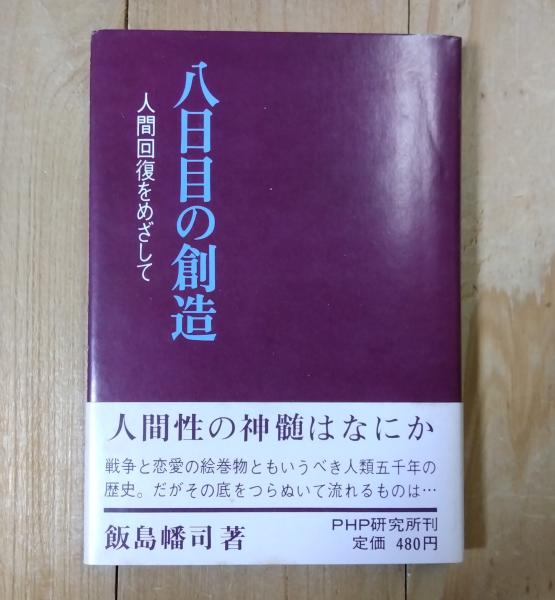 八日目の創造
人間回復をめざして
人間性の神髄はなにか
戦争と恋愛の絵巻物ともいうべき人類五千年の
歴史。だがその底をつらぬいて流れるものは…
飯島幡司著
PHP研究所刊
定価 480円